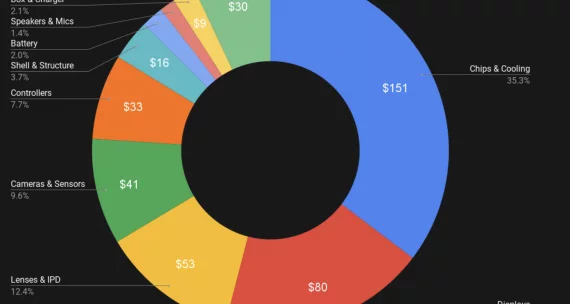 Box & Charger
2.1%
Speakers & Mics
1.4%
Battery
2.0%
Shell & Structure
3.7%
Controllers
7.7%
Cameras & Sensors
9.6%
Lenses & IPD
12.4%
$30
$9
$16
$33
$41
$53
$80
$151
Chips & Cooling
35.3%
Displays